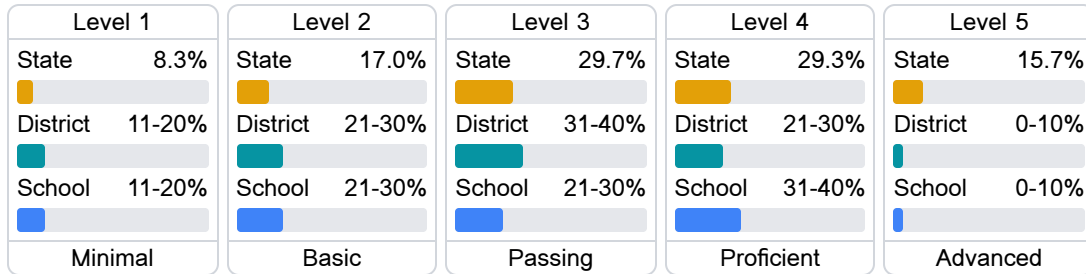 Level 1
State 8.3%
District 11-20%
School 11-20%
Minimal
Level 2
State 17.0%
District 21-30%
School 21-30%
Basic
Level 3
State 29.7%
District 31-40%
School 21-30%
Passing
Level 4
State 29.3%
District 21-30%
School 31-40%
Proficient
Level 5
State 15.7%
District 0-10%
School 0-10%
Advanced